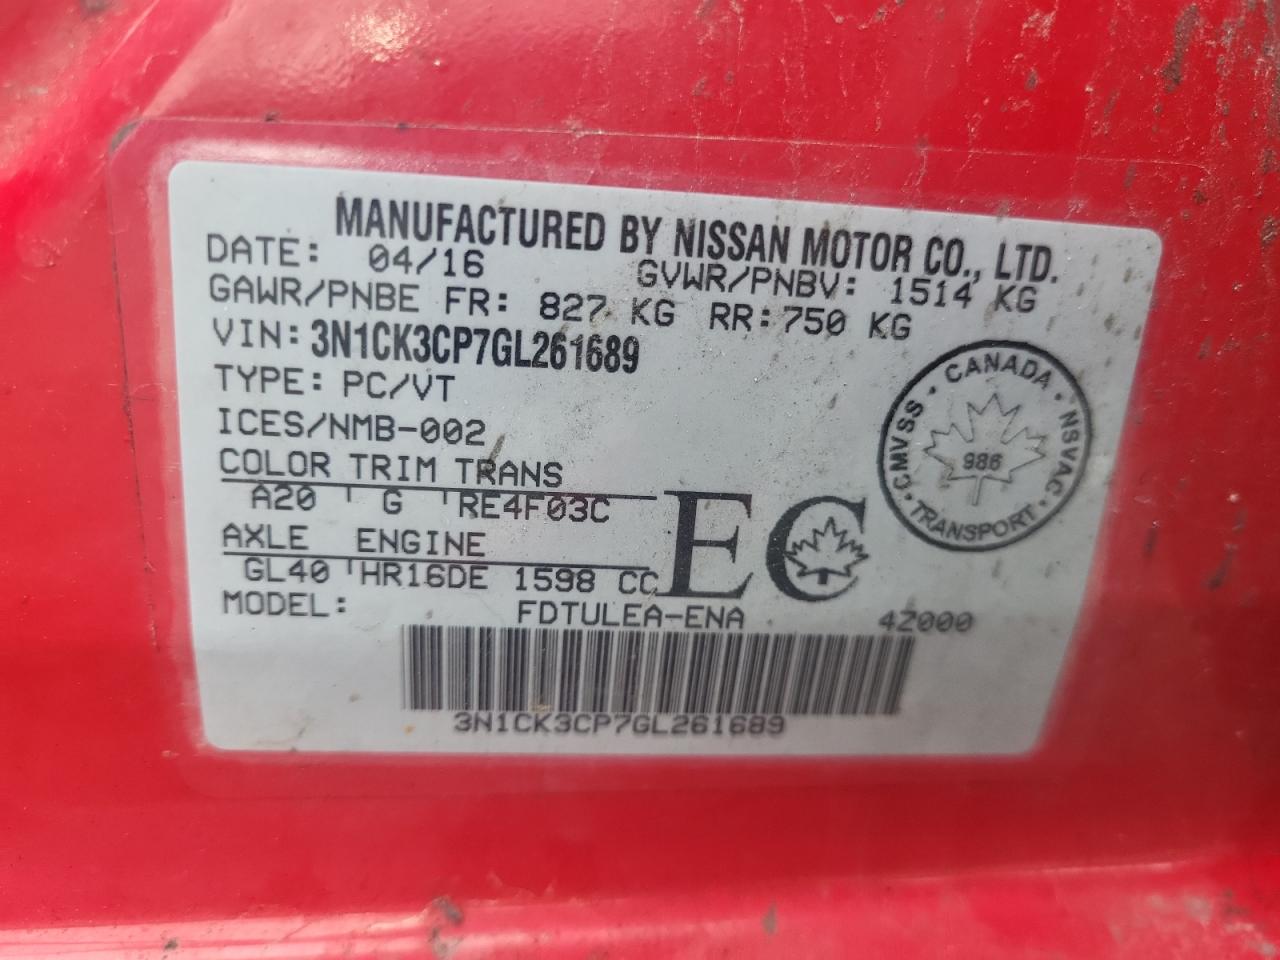 MANUFACTURED BY NISSAN MOTOR CO., LTD.
DATE: 04/16 GVWR/PNBV: 1514 KG
GAWR/PNBE FR: 827 KG RR: 750 KG
VIN: 3N1CK3CP7GL261689
TYPE: PC/VT
ICES/NMB-002
COLOR TRIM TRANS
A20 G RE4F03C
AXLE ENGINE
GL40 HR16DE 1598 CC
MODEL: FDTULEA-ENA 4Z000
3N1CK3CP7GL261689
EC
CANADA · NSVAC · TRANSPORT · CMVSS ·
986